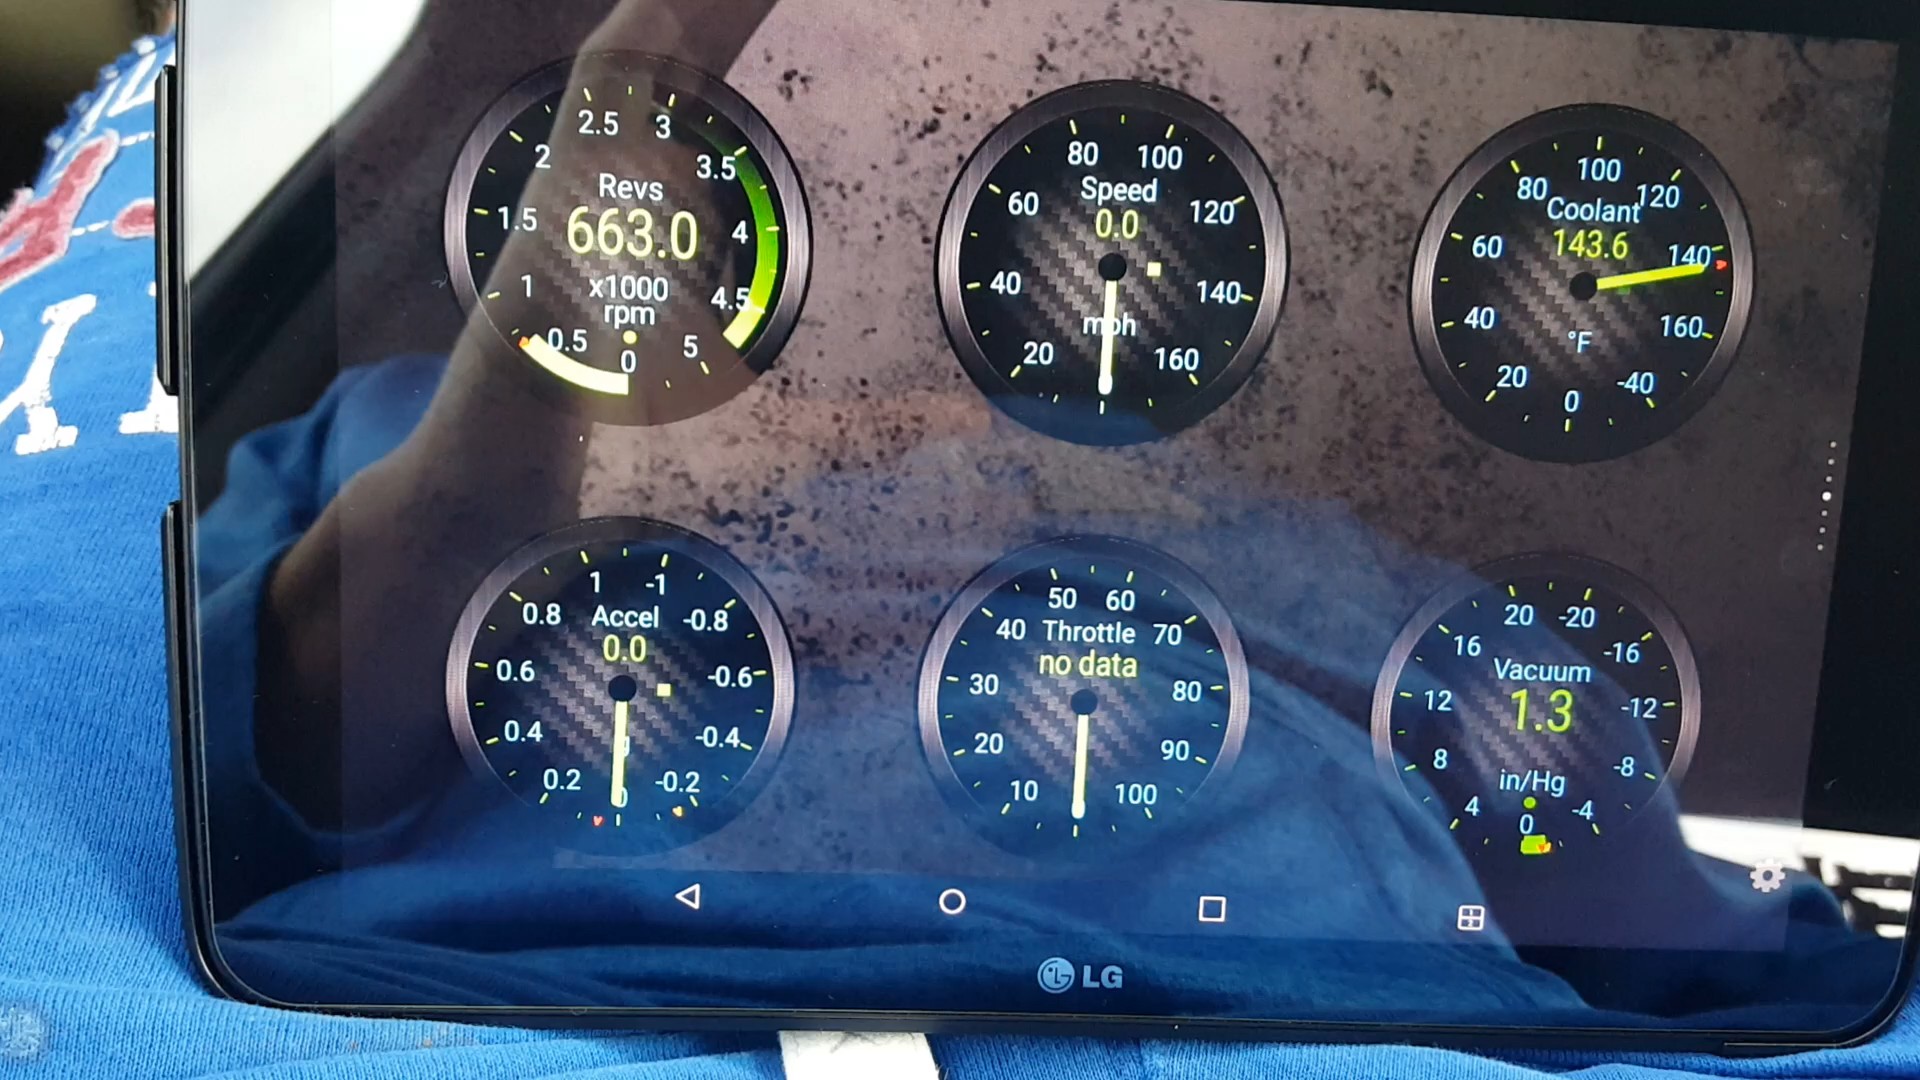 2.5 3
2 3.5
Revs
1.5 663.0 4
1 x1000 4.5
rpm
0.5 0 5
80 100
Speed
60 0.0 120
40 140
mph
20 160
100
80 120
Coolant
60 143.6 140
40 °F 160
20 -40
0
1 -1
0.8 Accel -0.8
0.0
0.6 -0.6
0.4 g -0.4
0.2 -0.2
0
50 60
40 Throttle 70
no data
30 80
20 90
10 100
20 -20
16 -16
Vacuum
12 1.3 -12
8 in/Hg -8
4 -4
0
LG